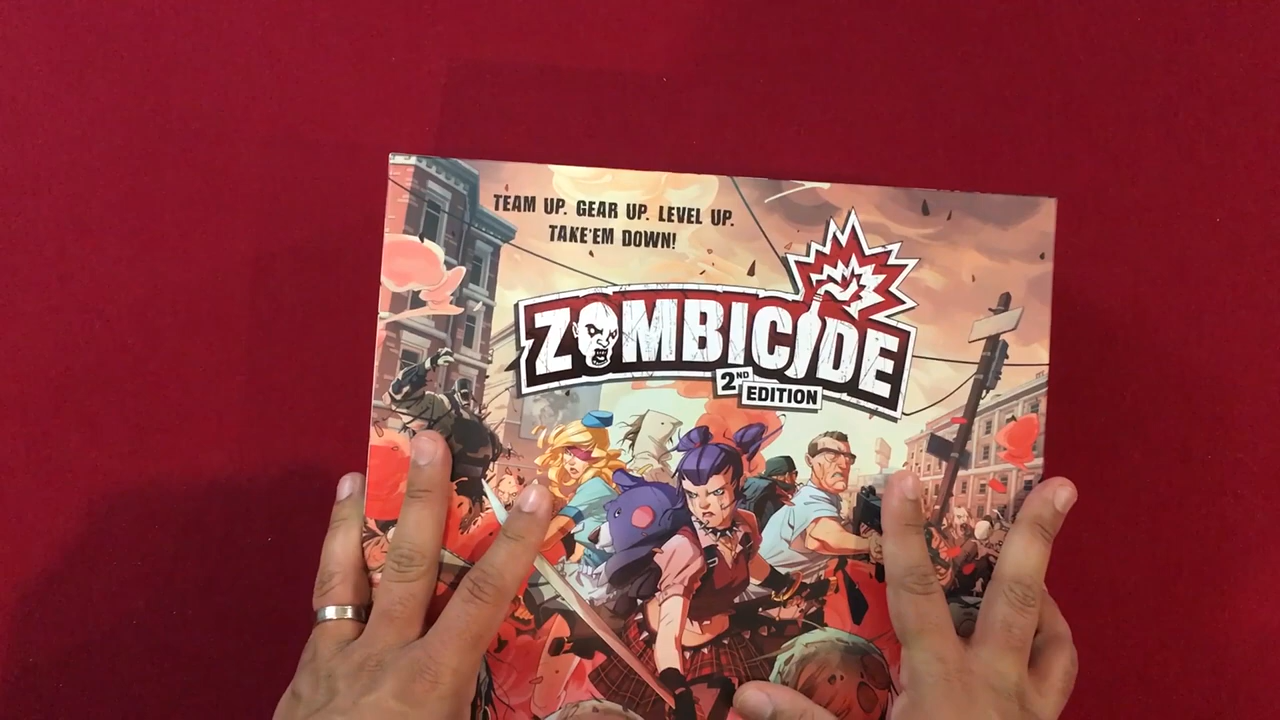 TEAM UP. GEAR UP. LEVEL UP.
TAKE'EM DOWN!
ZOMBICIDE
2ND EDITION